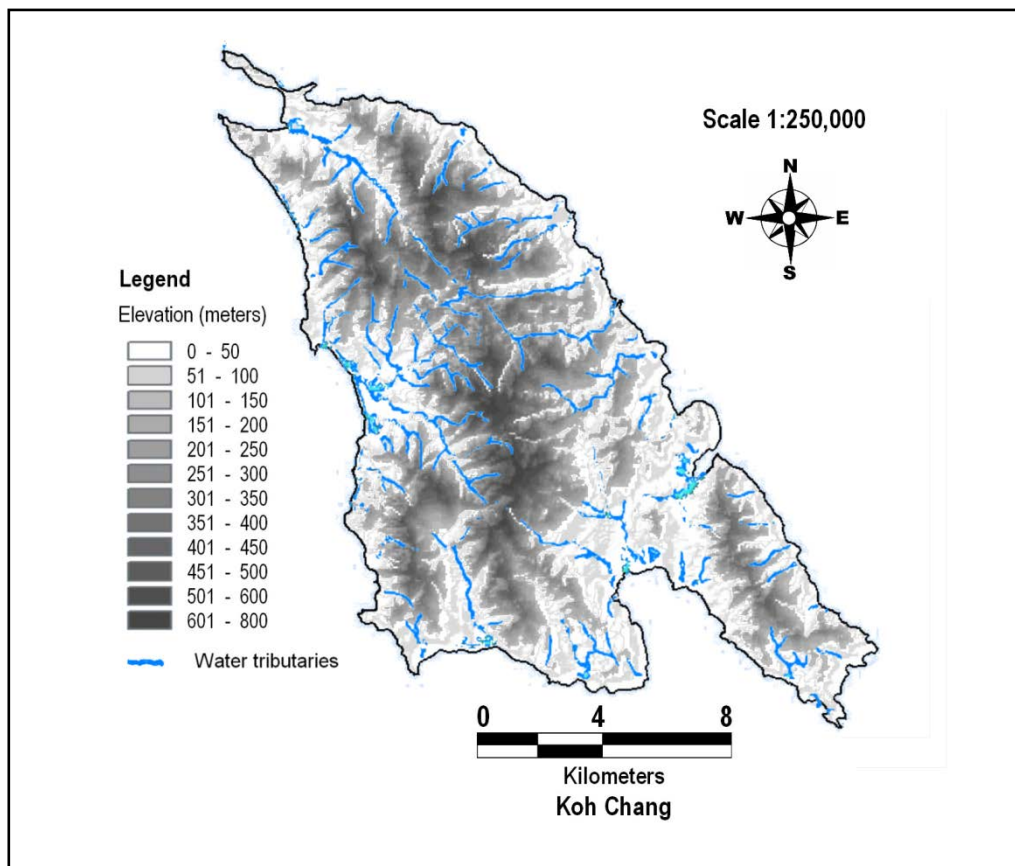 Scale 1:250,000
N
W E
S
Legend
Elevation (meters)
0 - 50
51 - 100
101 - 150
151 - 200
201 - 250
251 - 300
301 - 350
351 - 400
401 - 450
451 - 500
501 - 600
601 - 800
Water tributaries
0 4 8
Kilometers
Koh Chang